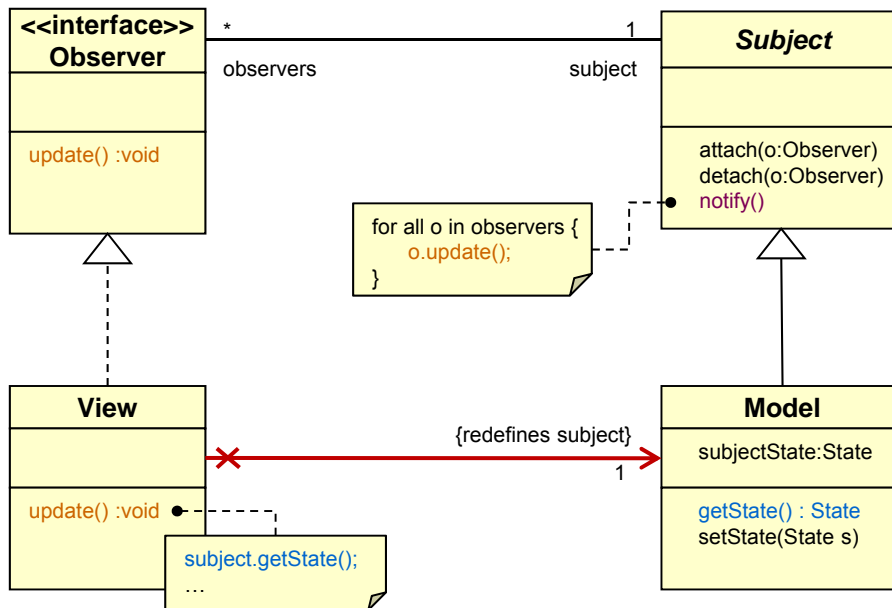 <<interface>>
Observer
update() :void
*
observers
1
subject
Subject
attach(o:Observer)
detach(o:Observer)
notify()
for all o in observers {
o.update();
}
View
update() :void
subject.getState();
…
{redefines subject}
1
Model
subjectState:State
getState() : State
setState(State s)